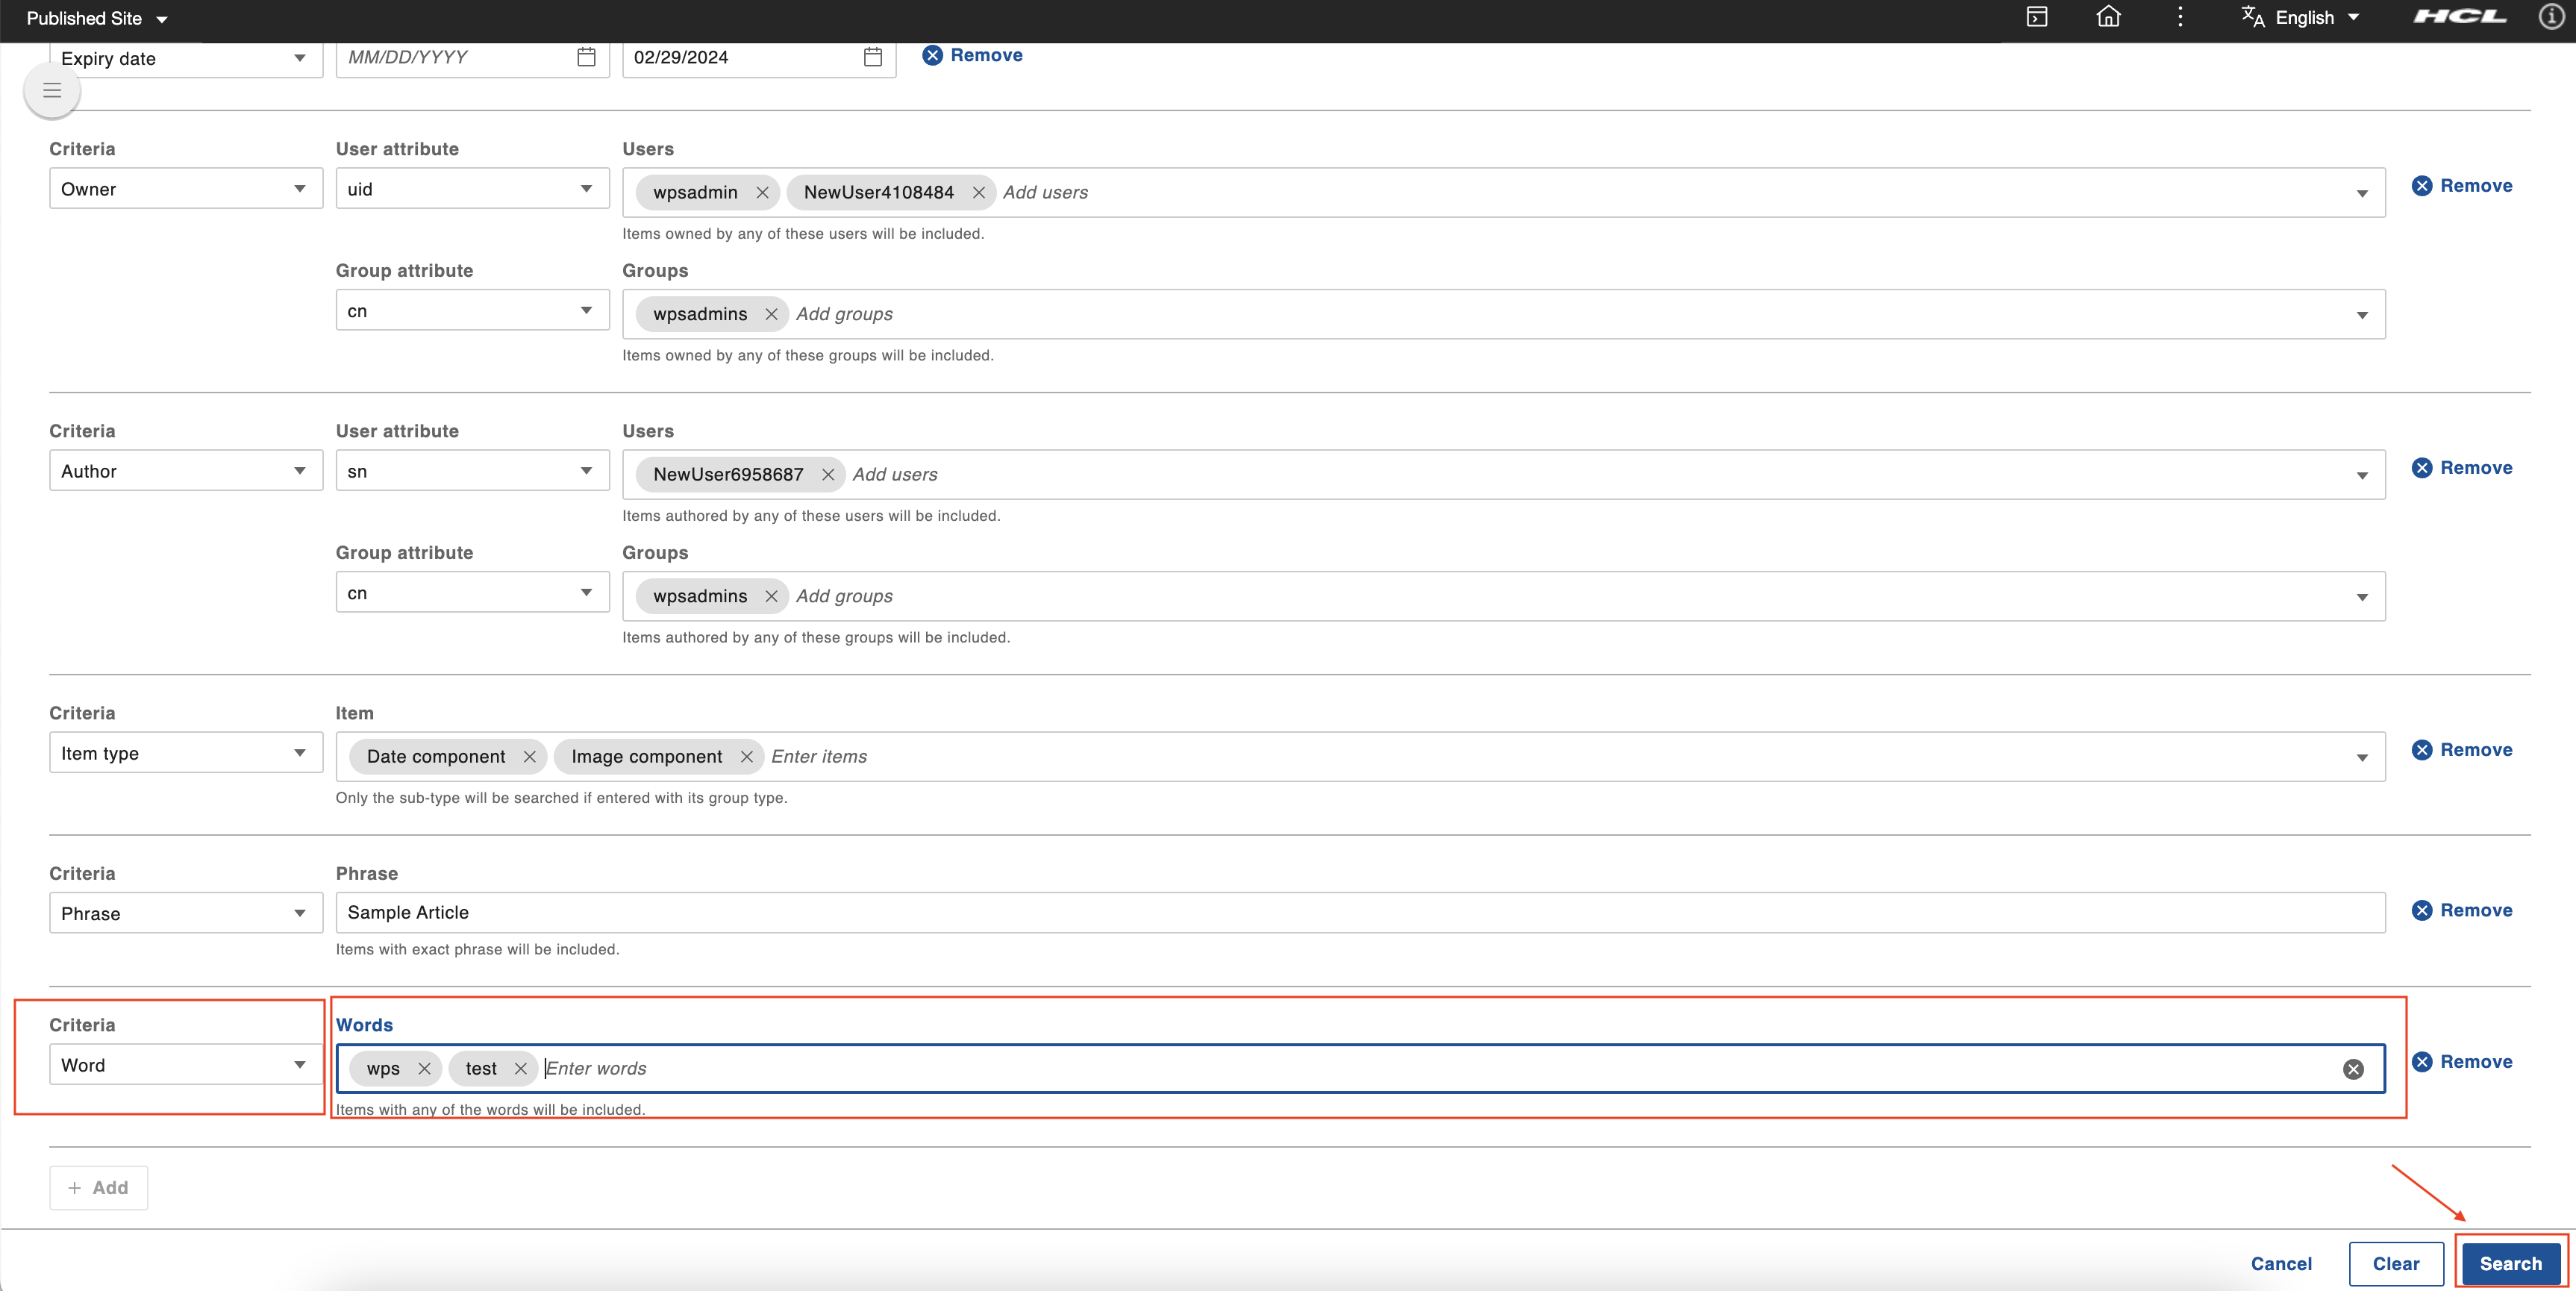 Published Site
English
HCL
Expiry date
MM/DD/YYYY
02/29/2024
Remove
Criteria
User attribute
Users
Owner
uid
wpsadmin
NewUser4108484
Add users
Remove
Items owned by any of these users will be included.
Group attribute
Groups
cn
wpsadmins
Add groups
Items owned by any of these groups will be included.
Criteria
User attribute
Users
Author
sn
NewUser6958687
Add users
Remove
Items authored by any of these users will be included.
Group attribute
Groups
cn
wpsadmins
Add groups
Items authored by any of these groups will be included.
Criteria
Item
Item type
Date component
Image component
Enter items
Remove
Only the sub-type will be searched if entered with its group type.
Criteria
Phrase
Phrase
Sample Article
Remove
Items with exact phrase will be included.
Criteria
Words
Word
wps
test
Enter words
Remove
Items with any of the words will be included.
+ Add
Cancel
Clear
Search